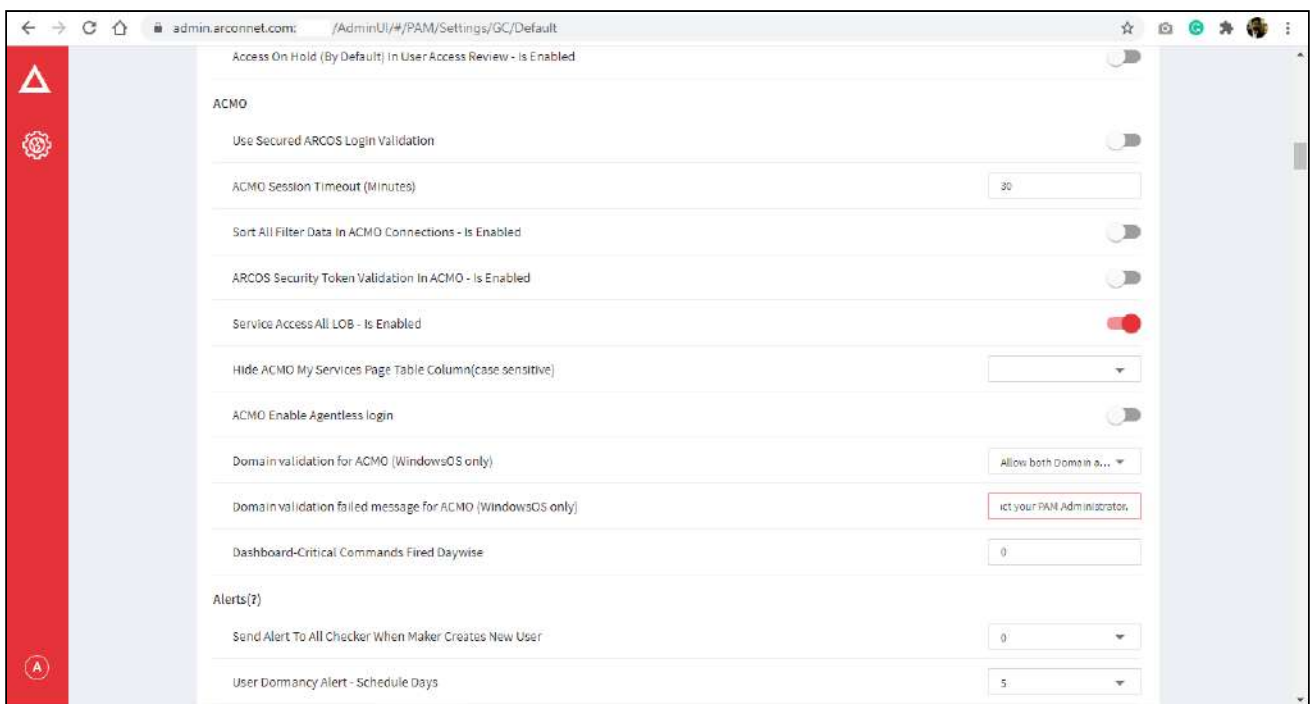 admin.arconnet.com: /AdminUI/#/PAM/Settings/GC/Default
Access On Hold (By Default) In User Access Review - Is Enabled
ACMO
Use Secured ARCOS Login Validation
ACMO Session Timeout (Minutes)
30
Sort All Filter Data In ACMO Connections - Is Enabled
ARCOS Security Token Validation In ACMO - Is Enabled
Service Access All LOB - Is Enabled
Hide ACMO My Services Page Table Column(case sensitive)
ACMO Enable Agentless login
Domain validation for ACMO (WindowsOS only)
Allow both Domain a...
Domain validation failed message for ACMO (WindowsOS only)
ict your PAM Administrator.
Dashboard-Critical Commands Fired Daywise
0
Alerts(?)
Send Alert To All Checker When Maker Creates New User
0
User Dormancy Alert - Schedule Days
5
A